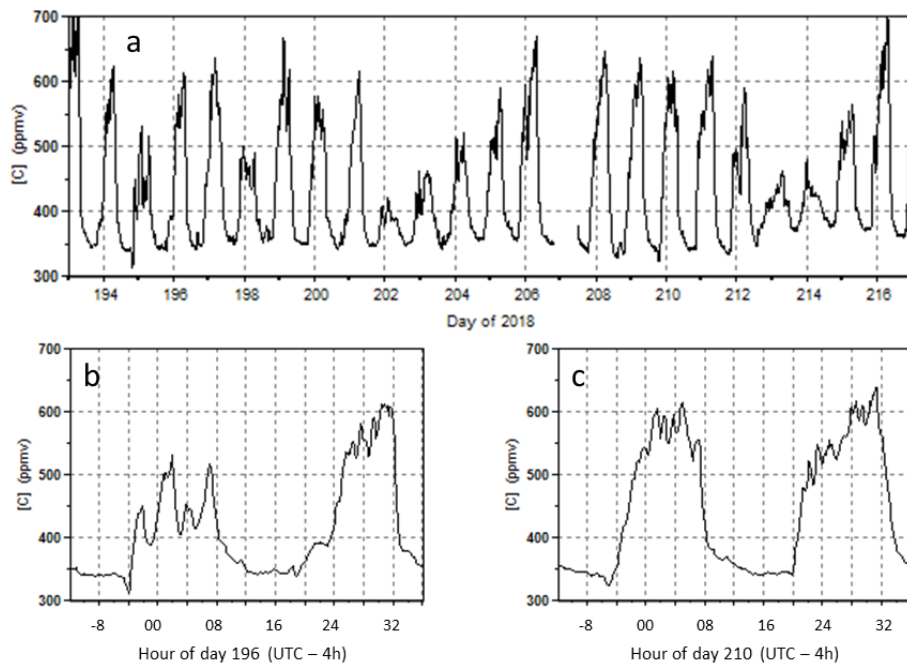 a
700
600
500
400
300
[C] (ppmv)
194 196 198 200 202 204 206 208 210 212 214 216
Day of 2018
b
700
600
500
400
300
[C] (ppmv)
-8 00 08 16 24 32
Hour of day 196 (UTC – 4h)
c
700
600
500
400
300
[C] (ppmv)
-8 00 08 16 24 32
Hour of day 210 (UTC – 4h)